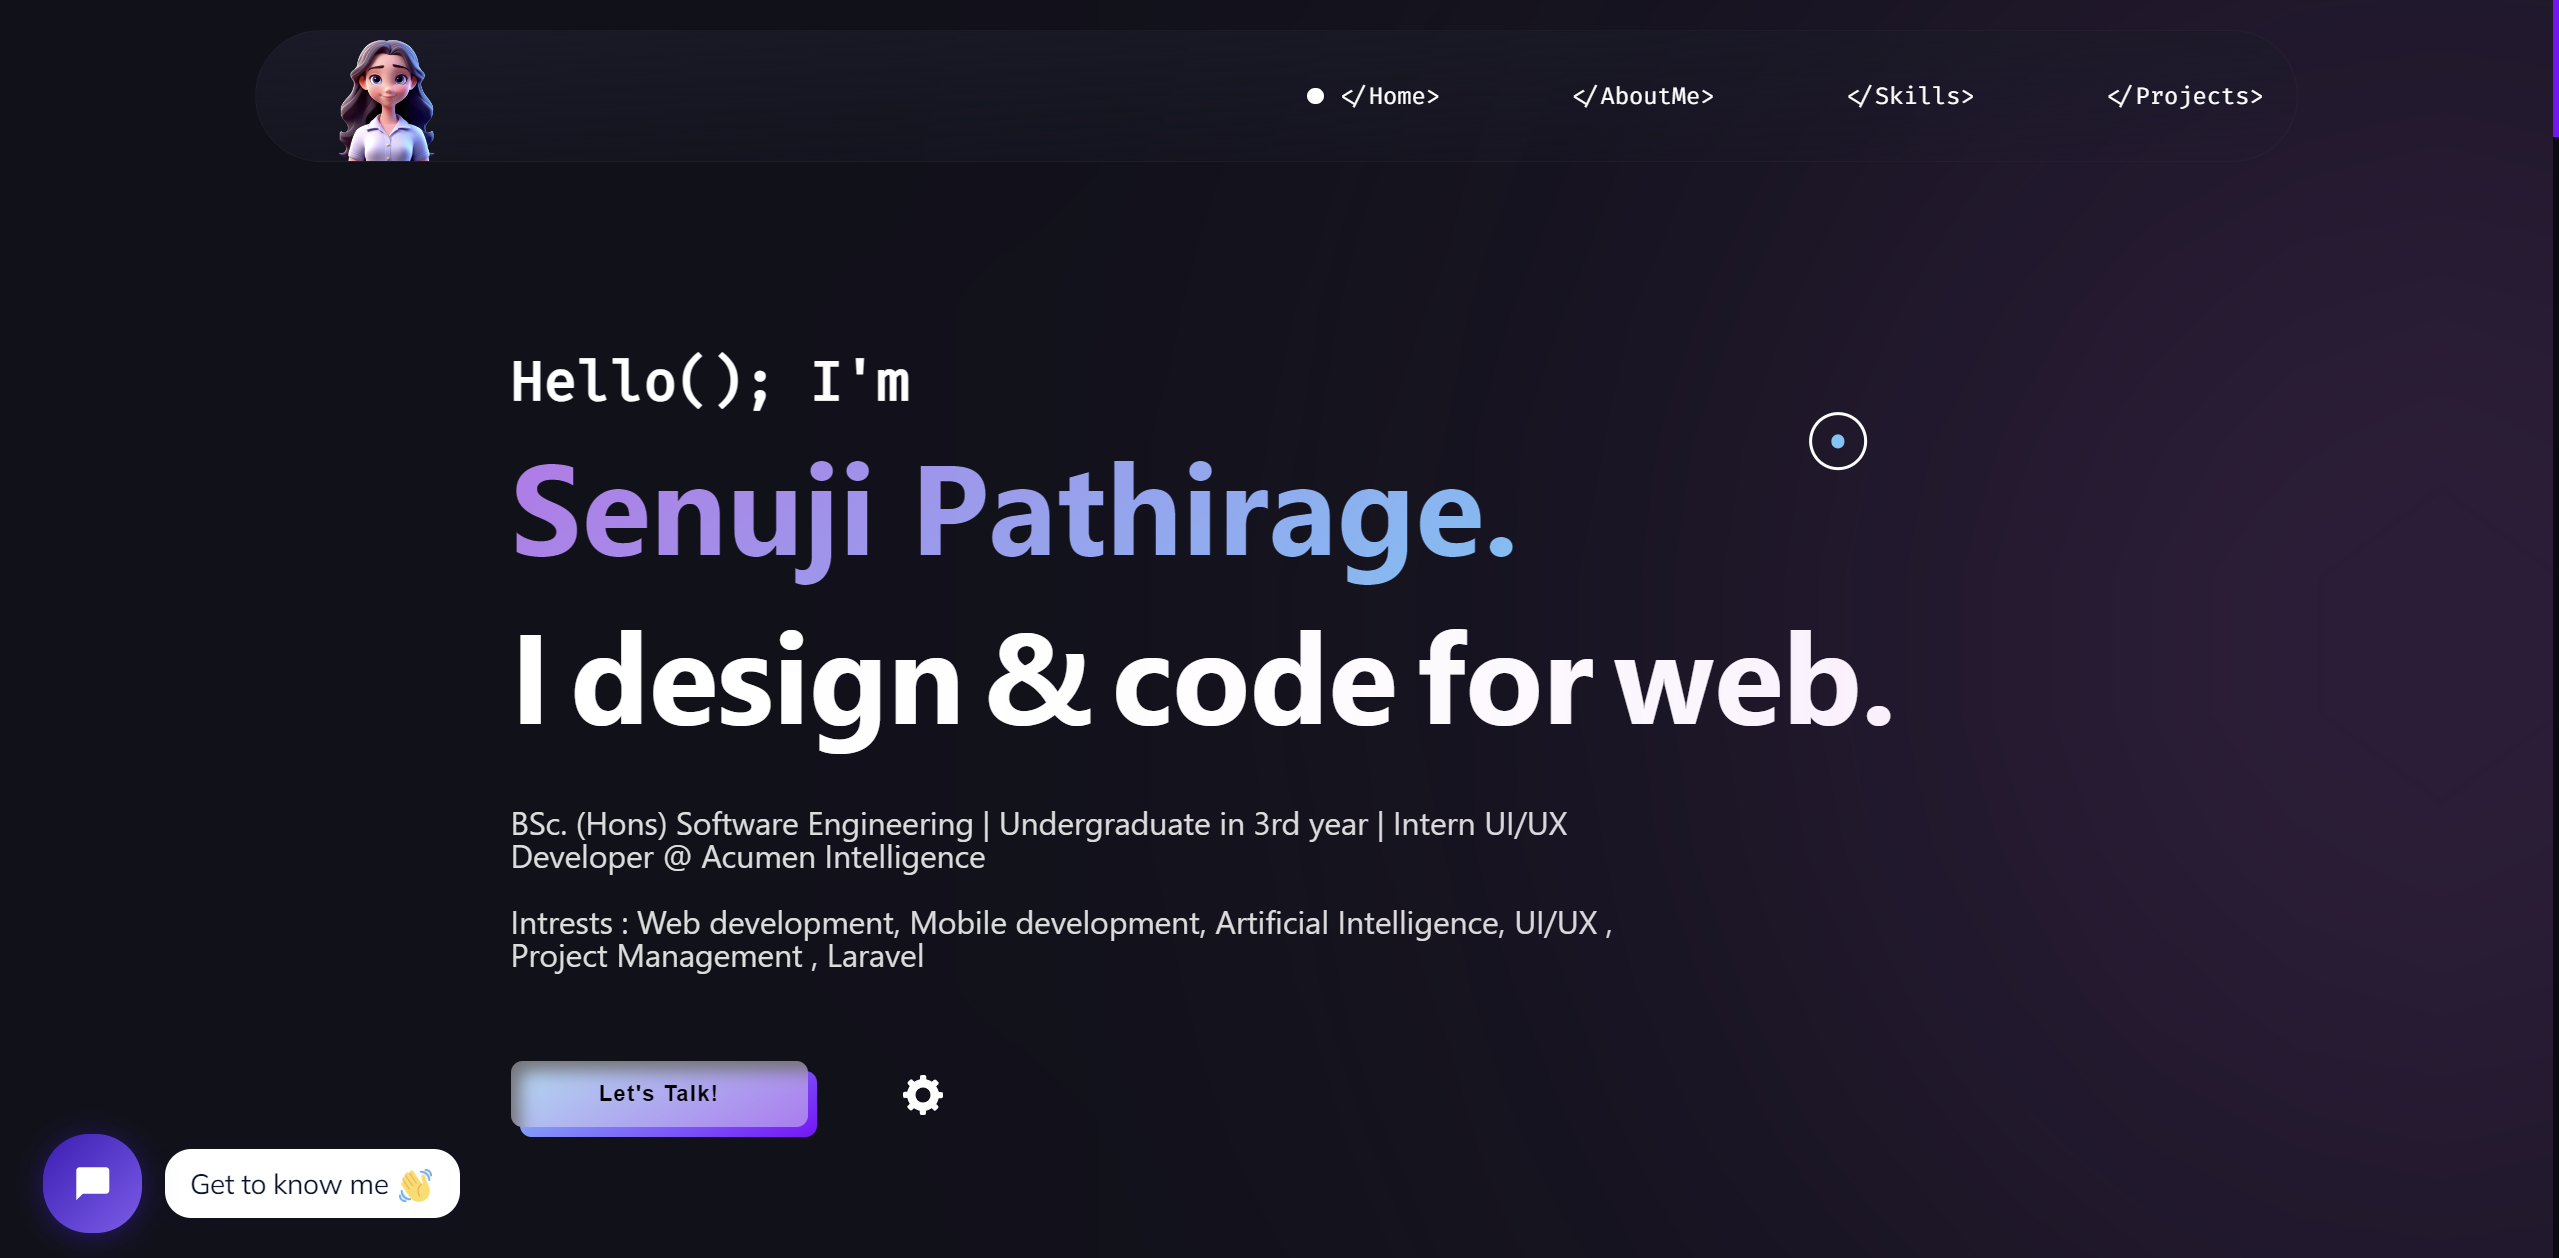 </Home>
</AboutMe>
</Skills>
</Projects>
Hello(); I'm
Senuji Pathirage.
I design & code for web.
BSc. (Hons) Software Engineering | Undergraduate in 3rd year | Intern UI/UX
Developer @ Acumen Intelligence
Intrests : Web development, Mobile development, Artificial Intelligence, UI/UX ,
Project Management , Laravel
Let's Talk!
Get to know me 👋